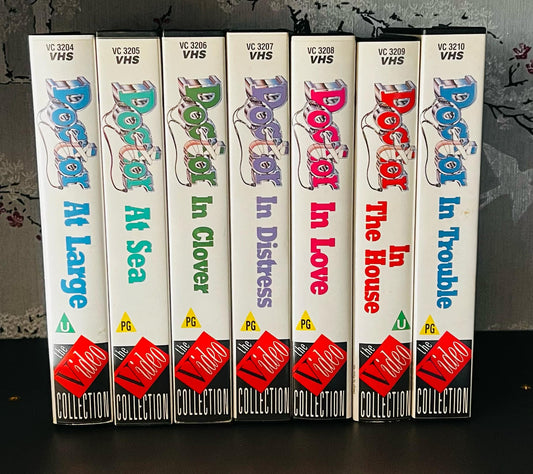 VC 3204
VHS
Doctor
At Large
U
the
Video
COLLECTION
VC 3205
VHS
Doctor
At Sea
PG
the
Video
COLLECTION
VC 3206
VHS
Doctor
In Clover
PG
the
Video
COLLECTION
VC 3207
VHS
Doctor
In Distress
PG
the
Video
COLLECTION
VC 3208
VHS
Doctor
In Love
PG
the
Video
COLLECTION
VC 3209
VHS
Doctor
In
The House
U
the
Video
COLLECTION
VC 3210
VHS
Doctor
In Trouble
PG
the
Video
COLLECTION